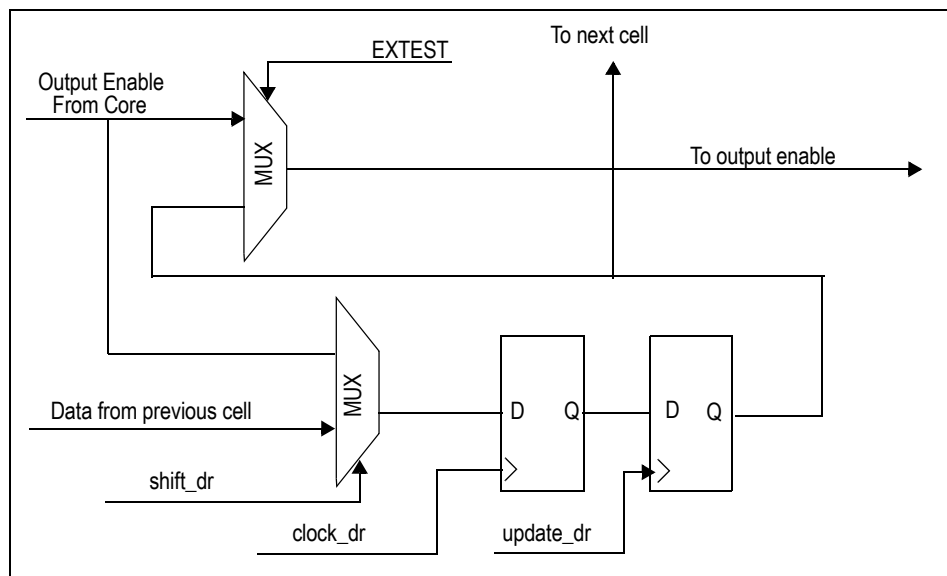 To next cell
EXTEST
Output Enable
From Core
MUX
To output enable
MUX
Data from previous cell
D Q
D Q
shift_dr
clock_dr
update_dr